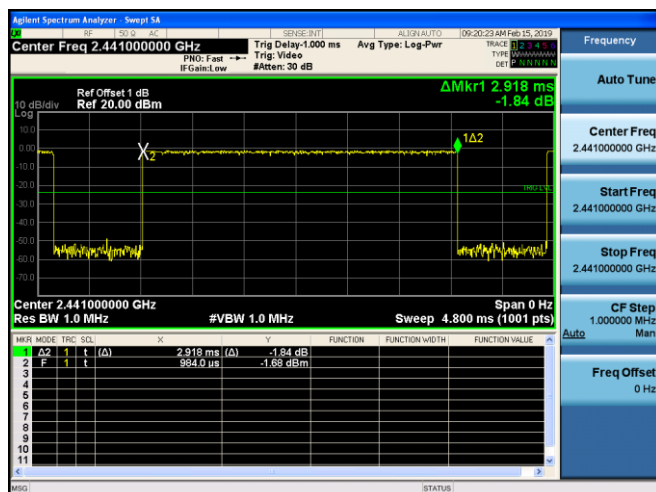 Agilent Spectrum Analyzer - Swept SA
RF 50 Ω AC SENSE:INT ALIGN AUTO 09:20:23 AM Feb 15, 2019
Center Freq 2.441000000 GHz Trig Delay-1.000 ms Avg Type: Log-Pwr TRACE 1 2 3 4 5 6
PNO: Fast Trig: Video TYPE WWWWWW
IFGain:Low #Atten: 30 dB DET P N N N N N
ΔMkr1 2.918 ms
-1.84 dB
Ref Offset 1 dB
10 dB/div Ref 20.00 dBm
Log
10.0
0.00
-10.0
-20.0
-30.0
-40.0
-50.0
-60.0
-70.0
X2
1Δ2
TRIG LVL
Center 2.441000000 GHz Span 0 Hz
Res BW 1.0 MHz #VBW 1.0 MHz Sweep 4.800 ms (1001 pts)
MKR MODE TRC SCL X Y FUNCTION FUNCTION WIDTH FUNCTION VALUE
1 Δ2 1 t (Δ) 2.918 ms (Δ) -1.84 dB
2 F 1 t 984.0 µs -1.68 dBm
3
4
5
6
7
8
9
10
11
MSG STATUS
Frequency
Auto Tune
Center Freq
2.441000000 GHz
Start Freq
2.441000000 GHz
Stop Freq
2.441000000 GHz
CF Step
1.000000 MHz
Auto Man
Freq Offset
0 Hz